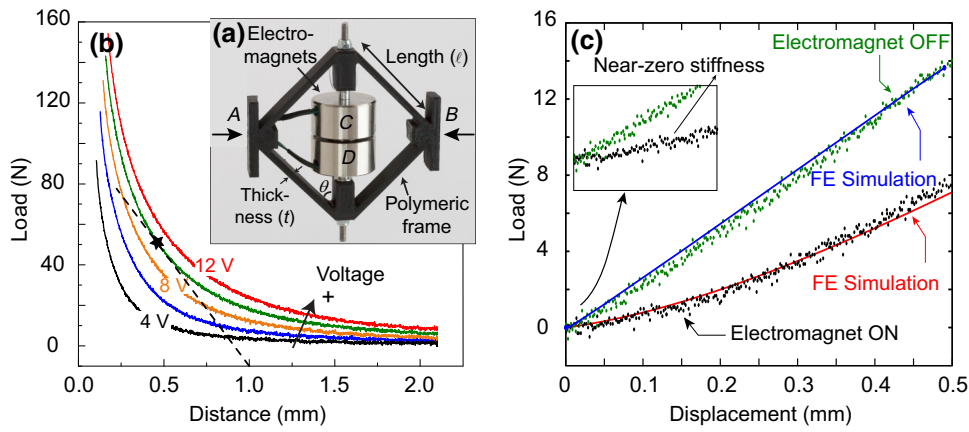 (b)
Load (N)
160
120
80
40
0
12 V
8 V
4 V
Voltage
+
0.0
0.5
1.0
1.5
2.0
Distance (mm)
(a)
Electro-
magnets
Length (ℓ)
A
B
C
D
Thick-
ness (t)
θ
Polymeric
frame
(c)
Load (N)
16
12
8
4
0
Electromagnet OFF
Near-zero stiffness
FE Simulation
FE Simulation
Electromagnet ON
0
0.1
0.2
0.3
0.4
0.5
Displacement (mm)